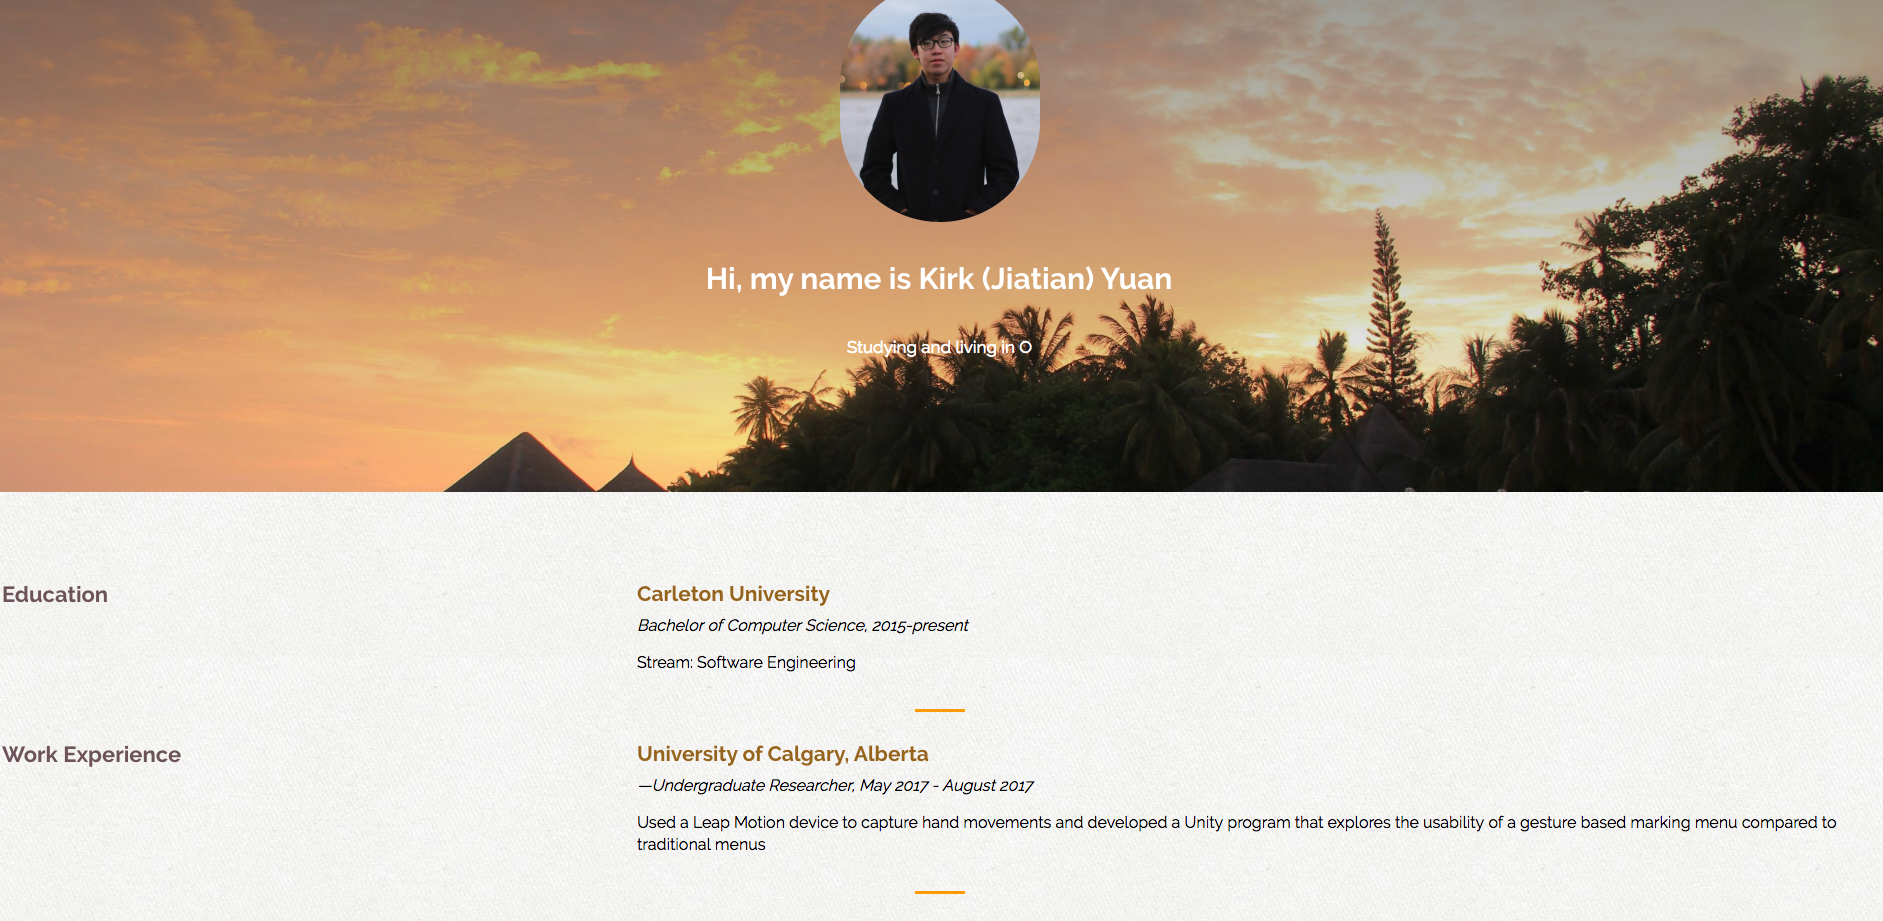 Hi, my name is Kirk (Jiatian) Yuan
Studying and living in O
Education
Carleton University
Bachelor of Computer Science, 2015-present
Stream: Software Engineering
Work Experience
University of Calgary, Alberta
—Undergraduate Researcher, May 2017 - August 2017
Used a Leap Motion device to capture hand movements and developed a Unity program that explores the usability of a gesture based marking menu compared to
traditional menus